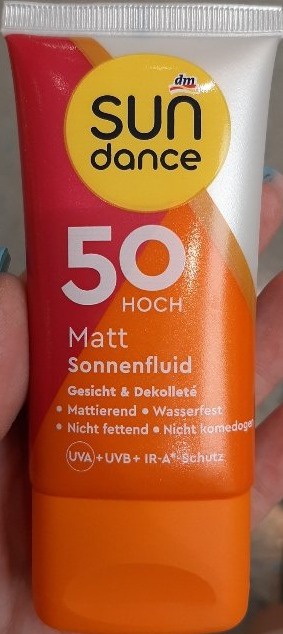 dm
sun
dance
50
HOCH
Matt
Sonnenfluid
Gesicht & Dekolleté
• Mattierend • Wasserfest
• Nicht fettend • Nicht komedogen
UVA + UVB + IR-A*-Schutz